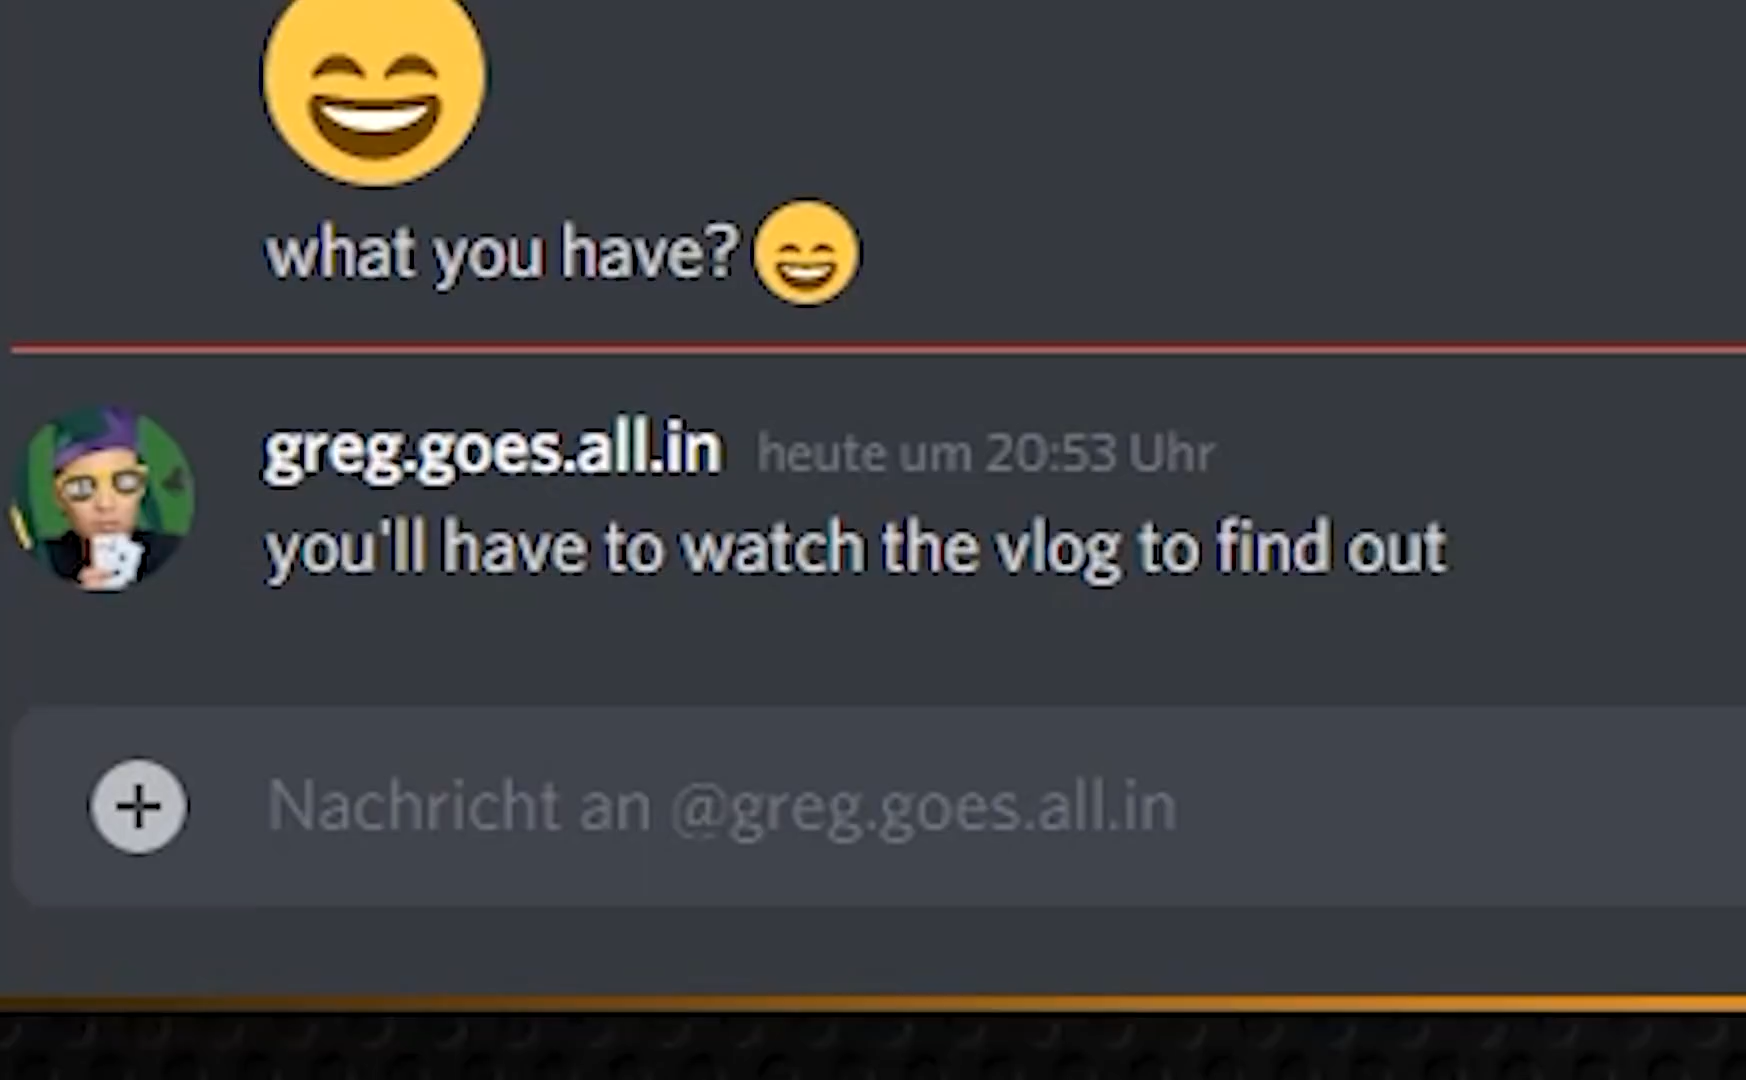 what you have? 😄
greg.goes.all.in heute um 20:53 Uhr
you'll have to watch the vlog to find out
Nachricht an @greg.goes.all.in